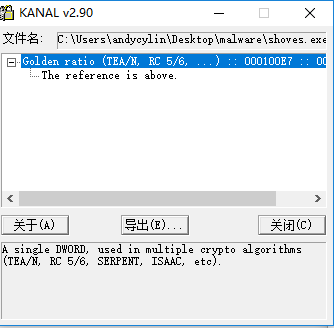 KANAL v2.90
文件名: C:\Users\andycylin\Desktop\malware\shoves.exe
Golden ratio (TEA/N, RC 5/6, ...) :: 000100E7 :: 00
The reference is above.
关于(A) 导出(E)... 关闭(C)
A single DWORD, used in multiple crypto algorithms
(TEA/N, RC 5/6, SERPENT, ISAAC, etc).